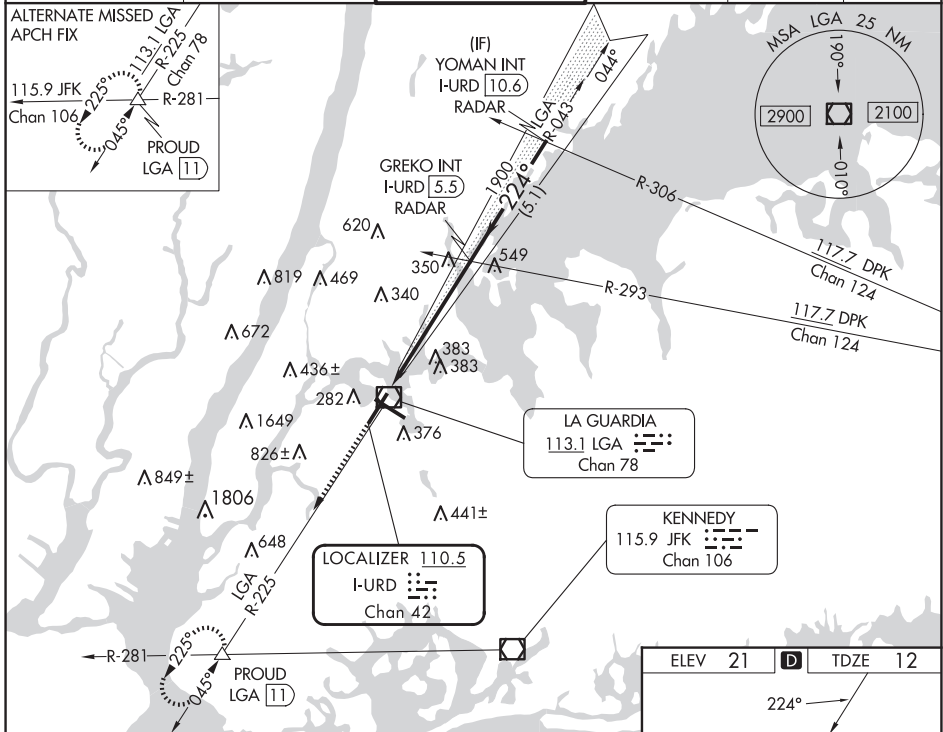 ALTERNATE MISSED
APCH FIX
113.1 LGA
R-225
Chan 78
115.9 JFK
Chan 106
R-281
225°
045°
PROUD
LGA 11
(IF)
YOMAN INT
I-URD 10.6
RADAR
LGA
R-043
044°
MSA LGA 25 NM
190°
2900
2100
010°
GREKO INT
I-URD 5.5
RADAR
1900
224°
(5.1)
R-306
117.7 DPK
Chan 124
R-293
117.7 DPK
Chan 124
620
350
549
819
469
340
672
383
383
436±
282
1649
376
826±
849±
1806
441±
648
LA GUARDIA
113.1 LGA
Chan 78
KENNEDY
115.9 JFK
Chan 106
LOCALIZER 110.5
I-URD
Chan 42
LGA
R-225
R-281
225°
045°
PROUD
LGA 11
ELEV 21 D TDZE 12
224°